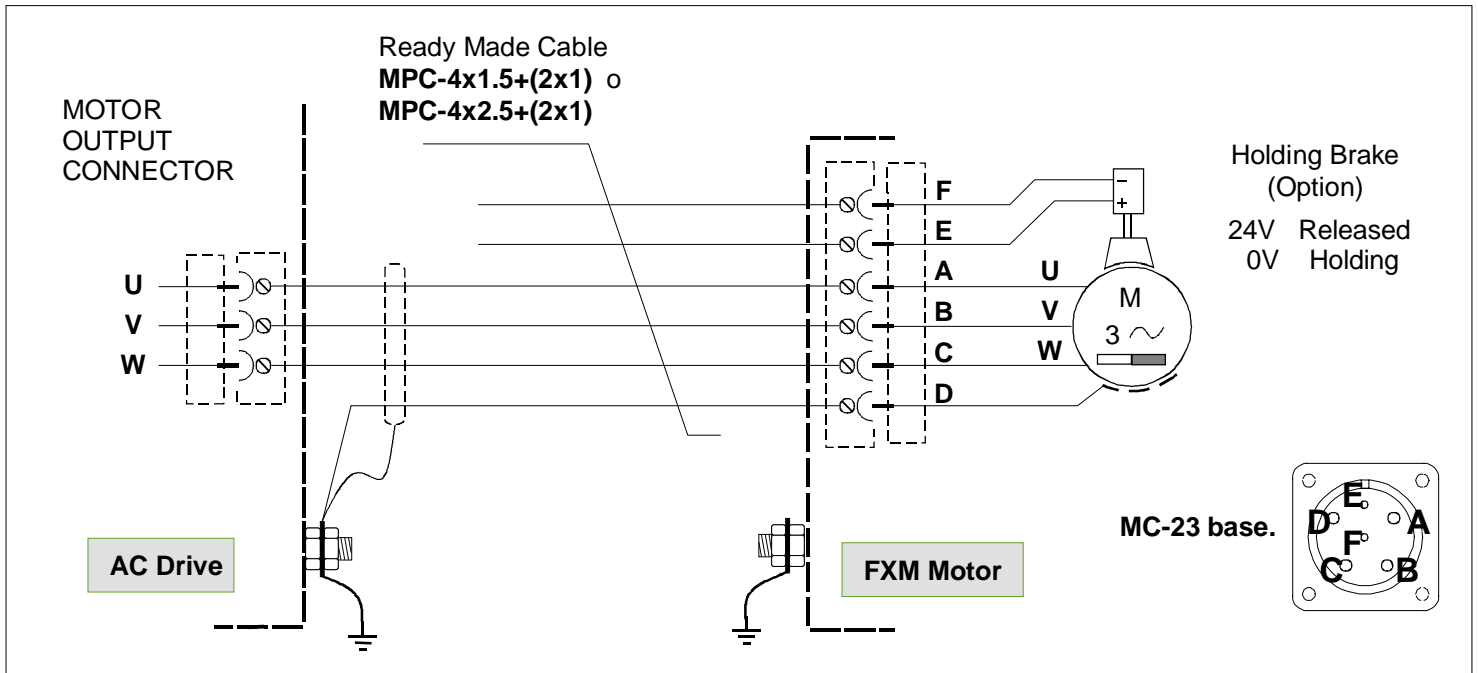 Ready Made Cable
MPC-4x1.5+(2x1) o
MPC-4x2.5+(2x1)
MOTOR
OUTPUT
CONNECTOR
U
V
W
F
E
A
B
C
D
U
V
W
-
+
M
3 ~
Holding Brake
(Option)
24V Released
0V Holding
AC Drive
FXM Motor
MC-23 base.
E
D A
F
C B